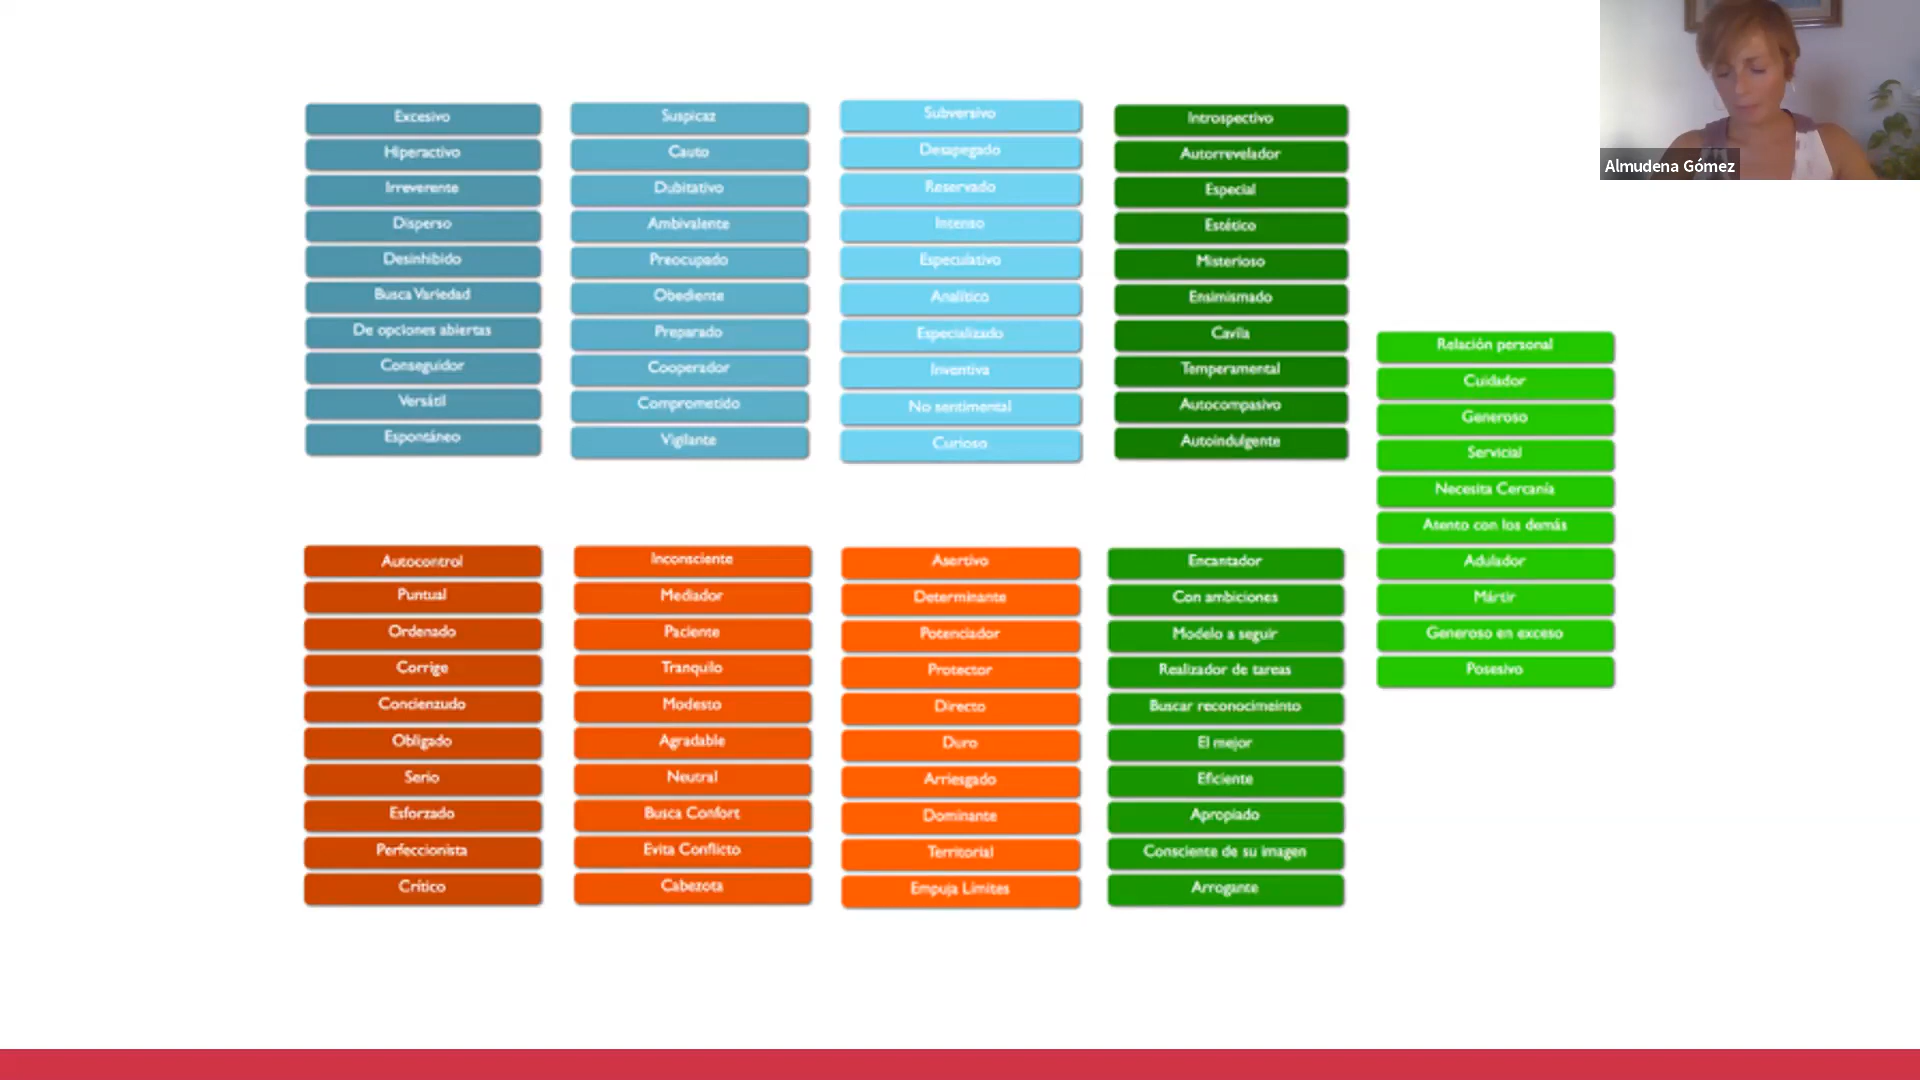 Excesivo
Hiperactivo
Irreverente
Disperso
Desinhibido
Busca Variedad
De opciones abiertas
Conseguidor
Versátil
Espontáneo
Suspicaz
Cauto
Dubitativo
Ambivalente
Preocupado
Obediente
Preparado
Cooperador
Comprometido
Vigilante
Subversivo
Desapegado
Reservado
Intenso
Especulativo
Analítico
Especializado
Inventiva
No sentimental
Curioso
Introspectivo
Autorrevelador
Especial
Estético
Misterioso
Ensimismado
Cavila
Temperamental
Autocompasivo
Autoindulgente
Relación personal
Cuidador
Generoso
Servicial
Necesita Cercanía
Atento con los demás
Adulador
Mártir
Generoso en exceso
Posesivo
Autocontrol
Puntual
Ordenado
Corrige
Concienzudo
Obligado
Serio
Esforzado
Perfeccionista
Crítico
Inconsciente
Mediador
Paciente
Tranquilo
Modesto
Agradable
Neutral
Busca Confort
Evita Conflicto
Cabezota
Asertivo
Determinante
Potenciador
Protector
Directo
Duro
Arriesgado
Dominante
Territorial
Empuja Límites
Encantador
Con ambiciones
Modelo a seguir
Realizador de tareas
Buscar reconocimeinto
El mejor
Eficiente
Apropiado
Consciente de su imagen
Arrogante
Almudena Gómez